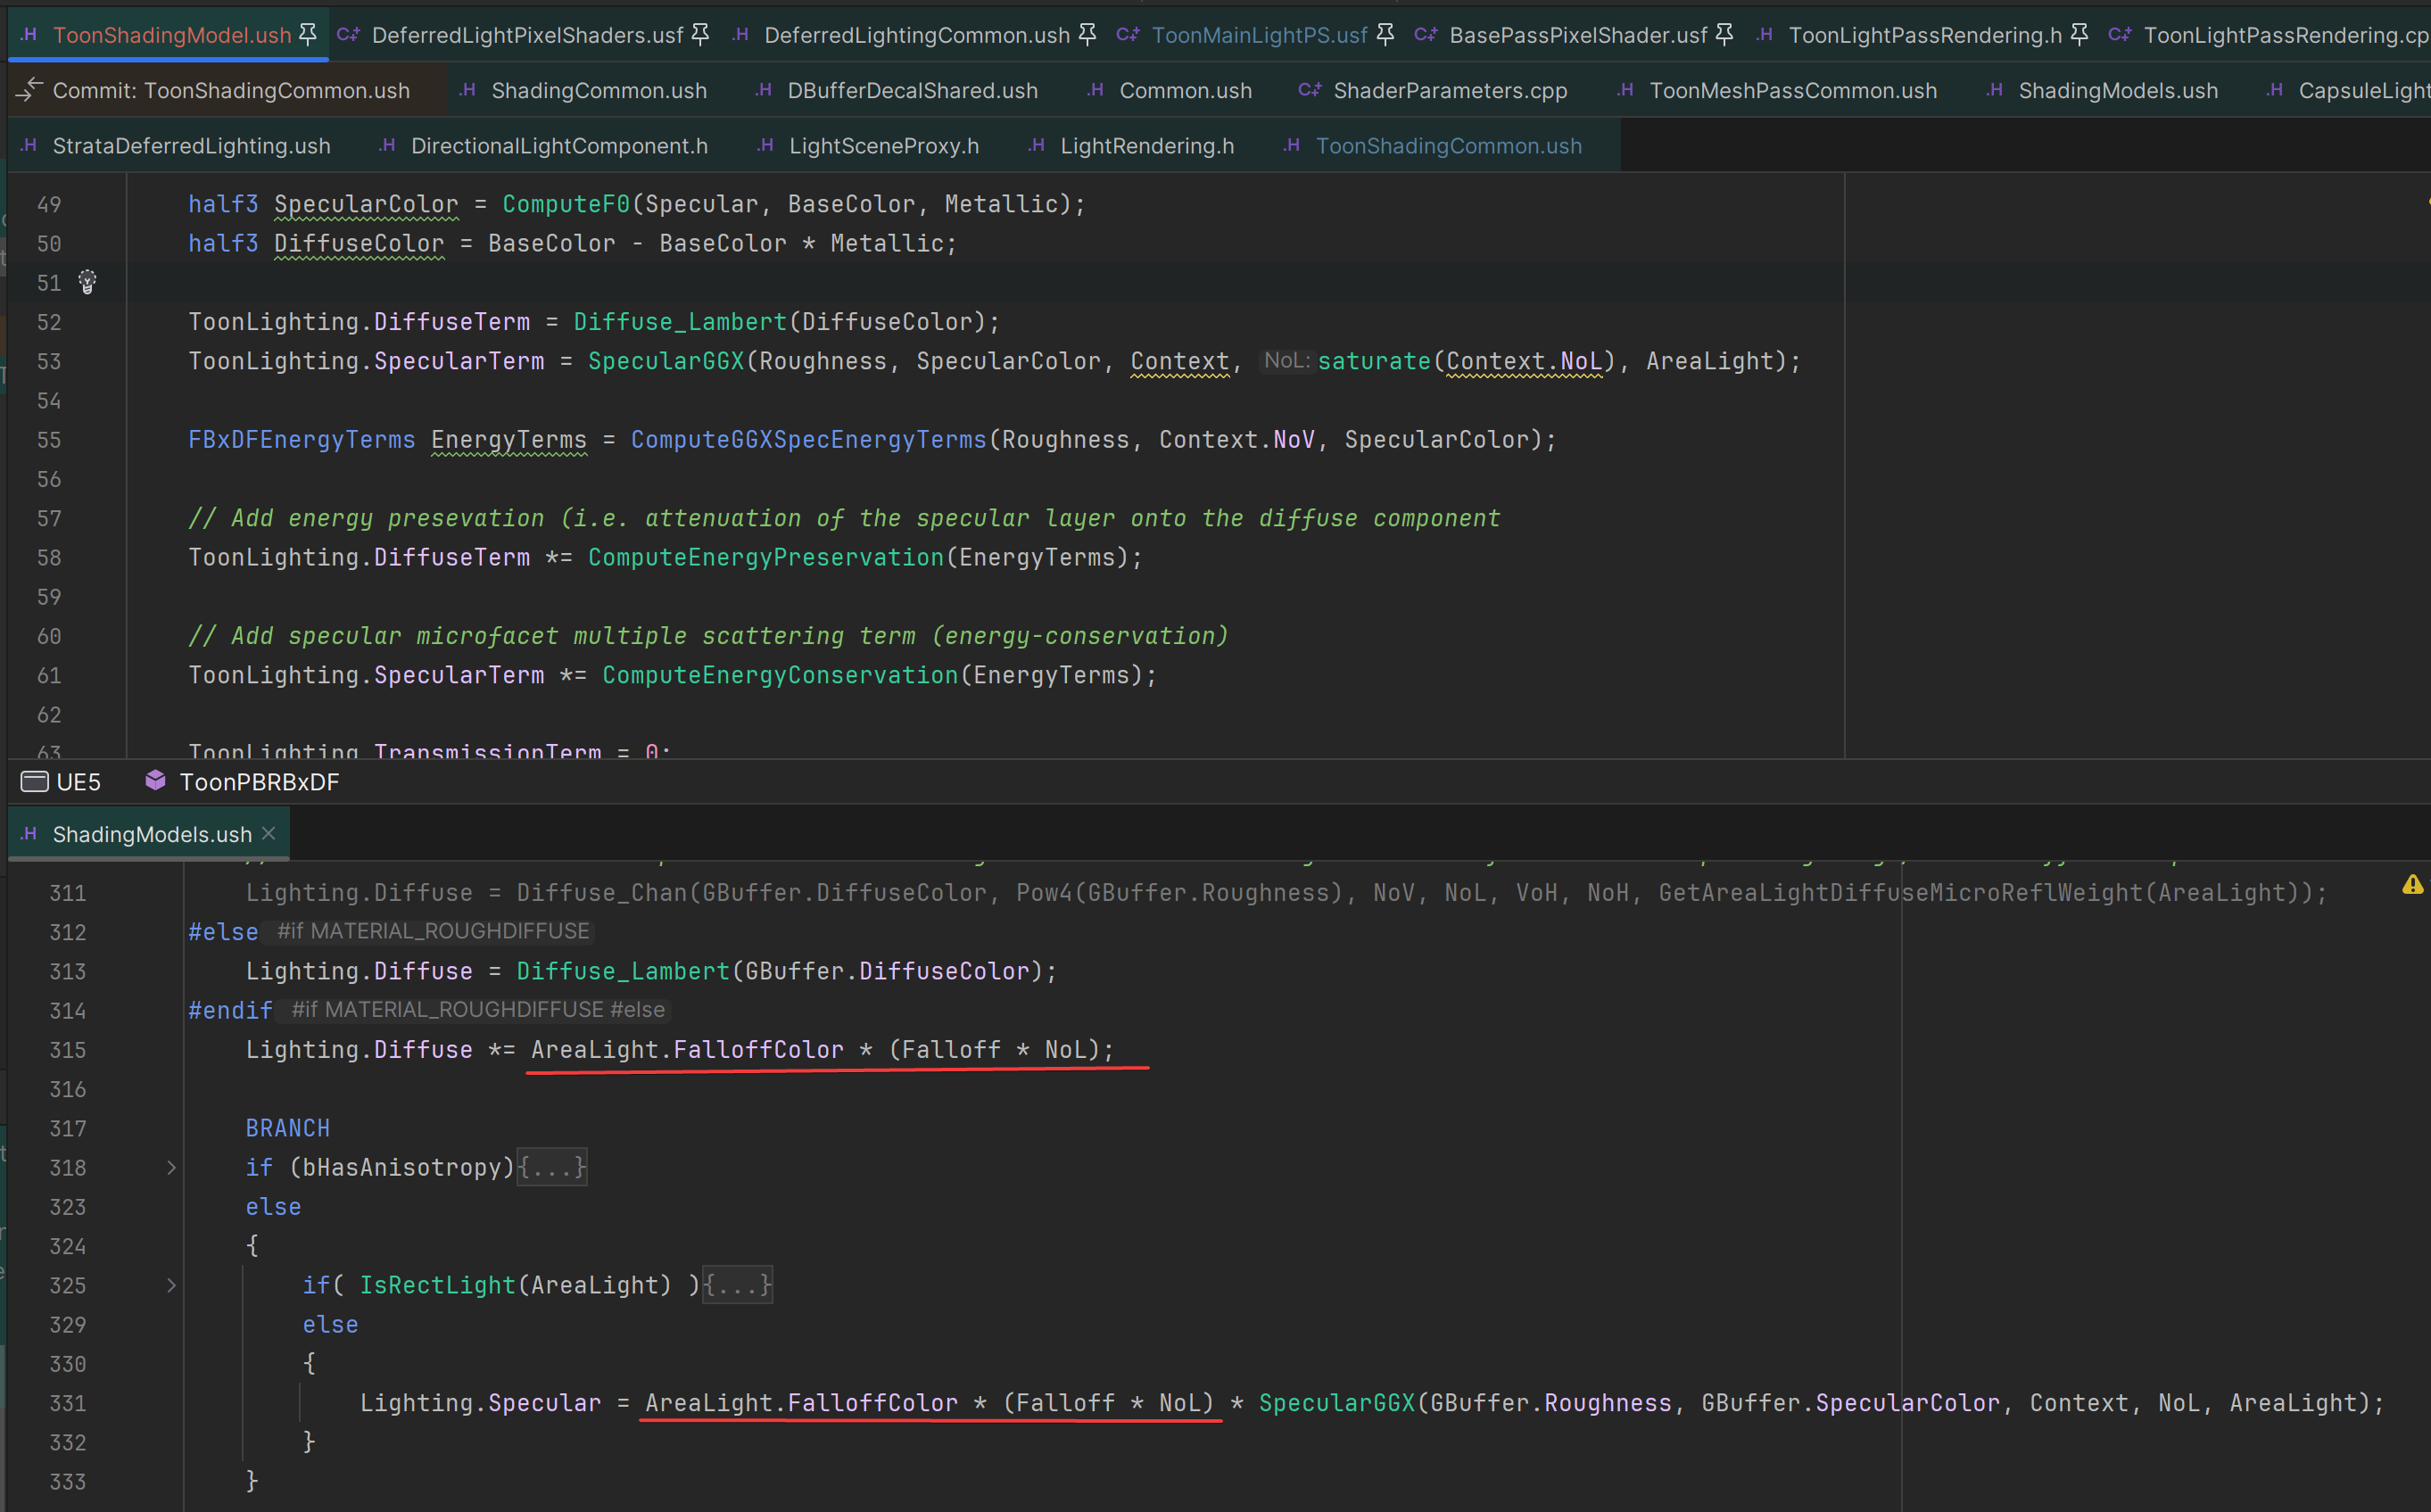 .H ToonShadingModel.ush C++ DeferredLightPixelShaders.usf .H DeferredLightingCommon.ush C++ ToonMainLightPS.usf C++ BasePassPixelShader.usf .H ToonLightPassRendering.h C++ ToonLightPassRendering.cp
Commit: ToonShadingCommon.ush .H ShadingCommon.ush .H DBufferDecalShared.ush .H Common.ush C++ ShaderParameters.cpp .H ToonMeshPassCommon.ush .H ShadingModels.ush .H CapsuleLight
.H StrataDeferredLighting.ush .H DirectionalLightComponent.h .H LightSceneProxy.h .H LightRendering.h .H ToonShadingCommon.ush
49 half3 SpecularColor = ComputeF0(Specular, BaseColor, Metallic);
50 half3 DiffuseColor = BaseColor - BaseColor * Metallic;
51
52 ToonLighting.DiffuseTerm = Diffuse_Lambert(DiffuseColor);
53 ToonLighting.SpecularTerm = SpecularGGX(Roughness, SpecularColor, Context, NoL: saturate(Context.NoL), AreaLight);
54
55 FBxDFEnergyTerms EnergyTerms = ComputeGGXSpecEnergyTerms(Roughness, Context.NoV, SpecularColor);
56
57 // Add energy presevation (i.e. attenuation of the specular layer onto the diffuse component
58 ToonLighting.DiffuseTerm *= ComputeEnergyPreservation(EnergyTerms);
59
60 // Add specular microfacet multiple scattering term (energy-conservation)
61 ToonLighting.SpecularTerm *= ComputeEnergyConservation(EnergyTerms);
62
63 ToonLighting.TransmissionTerm = 0;
UE5 ToonPBRBxDF
.H ShadingModels.ush
311 Lighting.Diffuse = Diffuse_Chan(GBuffer.DiffuseColor, Pow4(GBuffer.Roughness), NoV, NoL, VoH, NoH, GetAreaLightDiffuseMicroReflWeight(AreaLight));
312 #else #if MATERIAL_ROUGHDIFFUSE
313 Lighting.Diffuse = Diffuse_Lambert(GBuffer.DiffuseColor);
314 #endif #if MATERIAL_ROUGHDIFFUSE #else
315 Lighting.Diffuse *= AreaLight.FalloffColor * (Falloff * NoL);
316
317 BRANCH
318 if (bHasAnisotropy){...}
323 else
324 {
325 if( IsRectLight(AreaLight) ){...}
329 else
330 {
331 Lighting.Specular = AreaLight.FalloffColor * (Falloff * NoL) * SpecularGGX(GBuffer.Roughness, GBuffer.SpecularColor, Context, NoL, AreaLight);
332 }
333 }